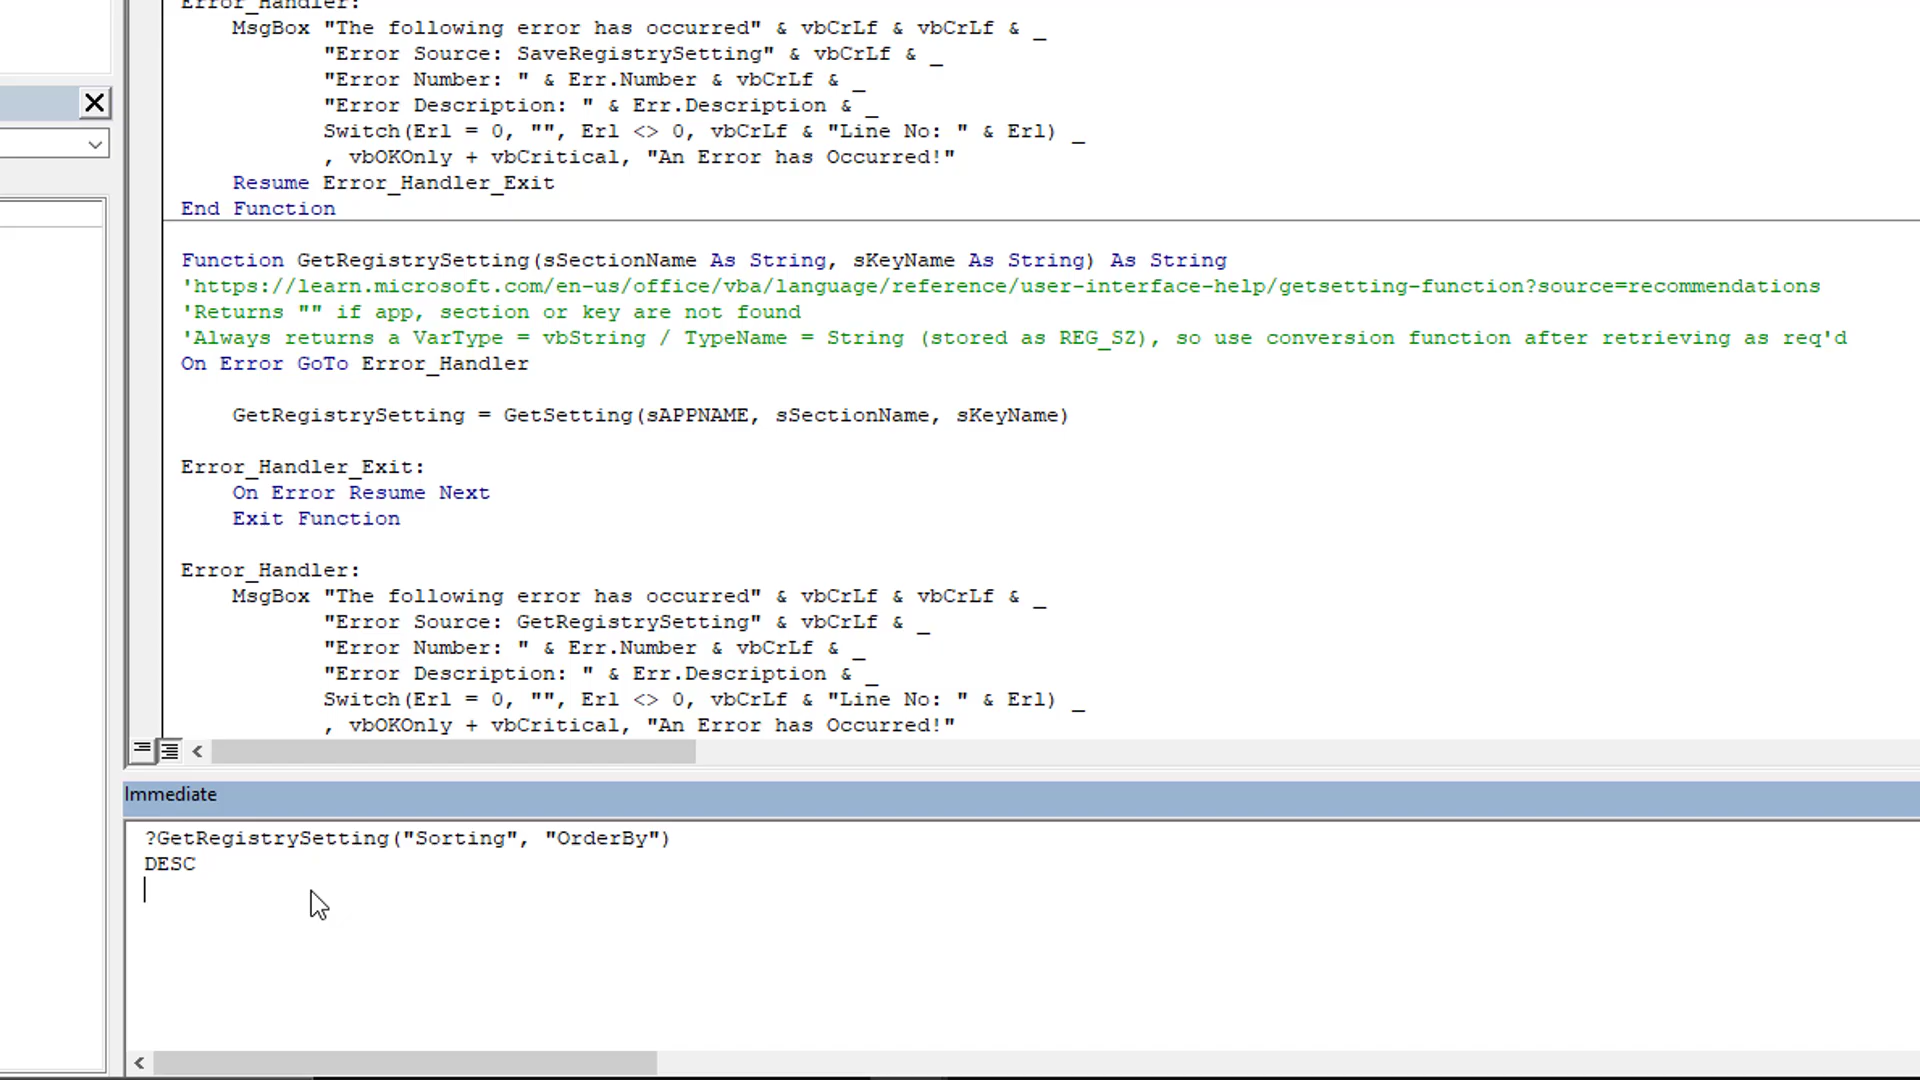 Error_Handler:
    MsgBox "The following error has occurred" & vbCrLf & vbCrLf & _
           "Error Source: SaveRegistrySetting" & vbCrLf & _
           "Error Number: " & Err.Number & vbCrLf & _
           "Error Description: " & Err.Description & _
           Switch(Erl = 0, "", Erl <> 0, vbCrLf & "Line No: " & Erl) _
           , vbOKOnly + vbCritical, "An Error has Occurred!"
    Resume Error_Handler_Exit
End Function
Function GetRegistrySetting(sSectionName As String, sKeyName As String) As String
'https://learn.microsoft.com/en-us/office/vba/language/reference/user-interface-help/getsetting-function?source=recommendations
'Returns "" if app, section or key are not found
'Always returns a VarType = vbString / TypeName = String (stored as REG_SZ), so use conversion function after retrieving as req'd
On Error GoTo Error_Handler
    GetRegistrySetting = GetSetting(sAPPNAME, sSectionName, sKeyName)
Error_Handler_Exit:
    On Error Resume Next
    Exit Function
Error_Handler:
    MsgBox "The following error has occurred" & vbCrLf & vbCrLf & _
           "Error Source: GetRegistrySetting" & vbCrLf & _
           "Error Number: " & Err.Number & vbCrLf & _
           "Error Description: " & Err.Description & _
           Switch(Erl = 0, "", Erl <> 0, vbCrLf & "Line No: " & Erl) _
           , vbOKOnly + vbCritical, "An Error has Occurred!"
Immediate
?GetRegistrySetting("Sorting", "OrderBy")
DESC